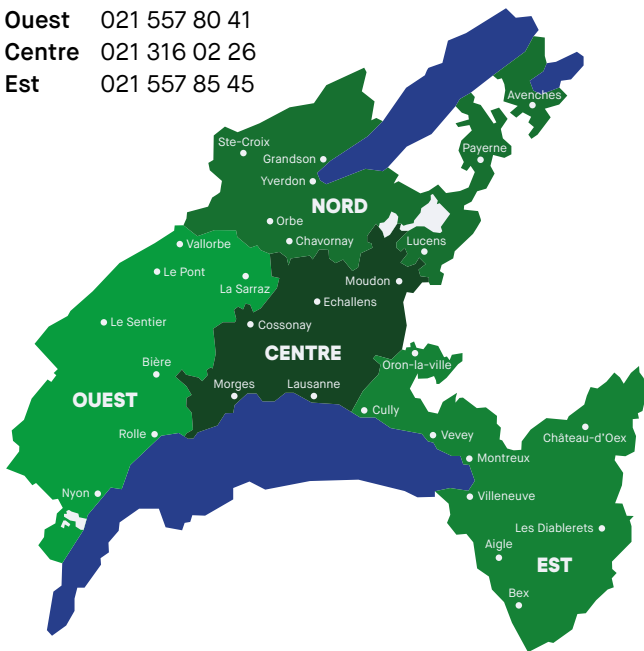 Ouest 021 557 80 41
Centre 021 316 02 26
Est 021 557 85 45
Avenches
Ste-Croix
Payerne
Grandson
Yverdon
NORD
Orbe
Chavornay
Lucens
Vallorbe
Le Pont
La Sarraz
Moudon
Echallens
Le Sentier
Cossonay
CENTRE
Bière
Oron-la-ville
OUEST
Morges
Lausanne
Cully
Rolle
Vevey
Château-d'Oex
Montreux
Nyon
Villeneuve
Les Diablerets
Aigle
EST
Bex